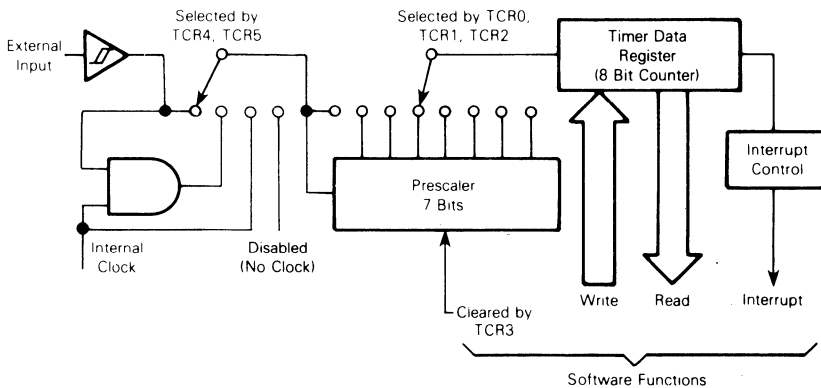 Selected by
TCR4, TCR5
Selected by TCR0,
TCR1, TCR2
Timer Data
Register
(8 Bit Counter)
External
Input
Interrupt
Control
Prescaler
7 Bits
Internal
Clock
Disabled
(No Clock)
Write
Read
Interrupt
Cleared by
TCR3
Software Functions